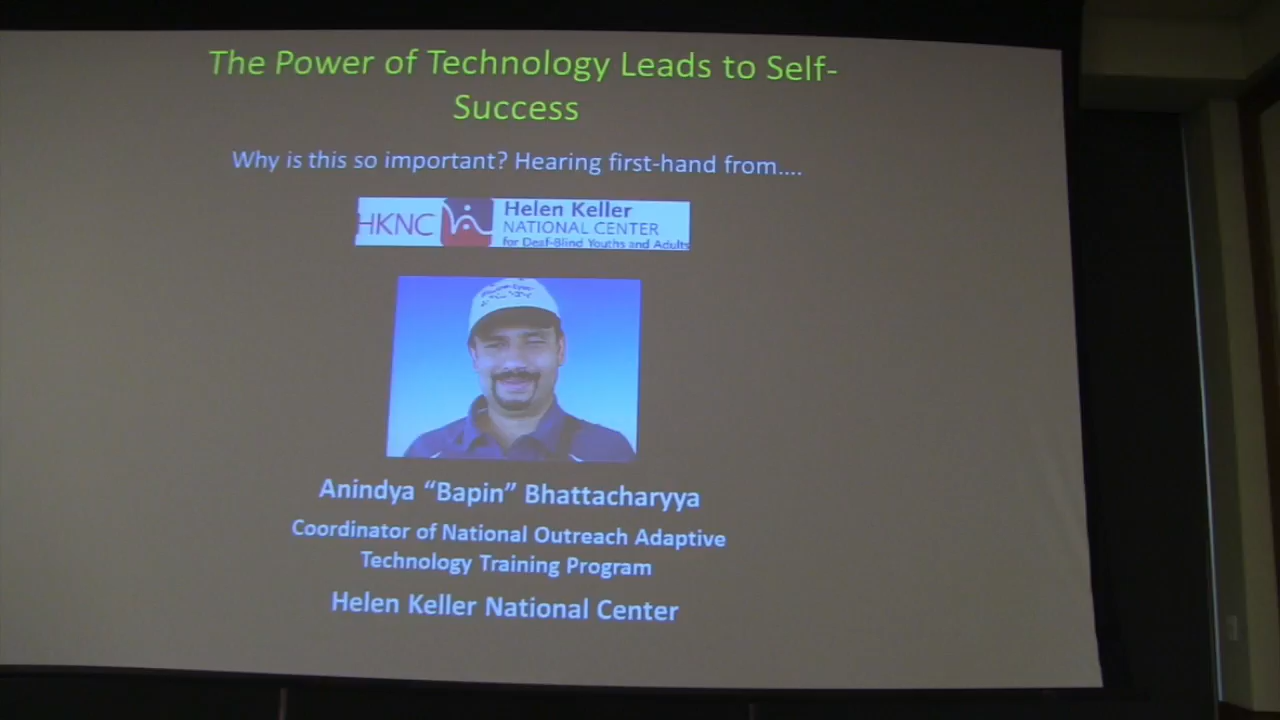 The Power of Technology Leads to Self-
Success
Why is this so important? Hearing first-hand from....
HKNC
Helen Keller
NATIONAL CENTER
for Deaf-Blind Youths and Adults
Anindya “Bapin” Bhattacharyya
Coordinator of National Outreach Adaptive
Technology Training Program
Helen Keller National Center